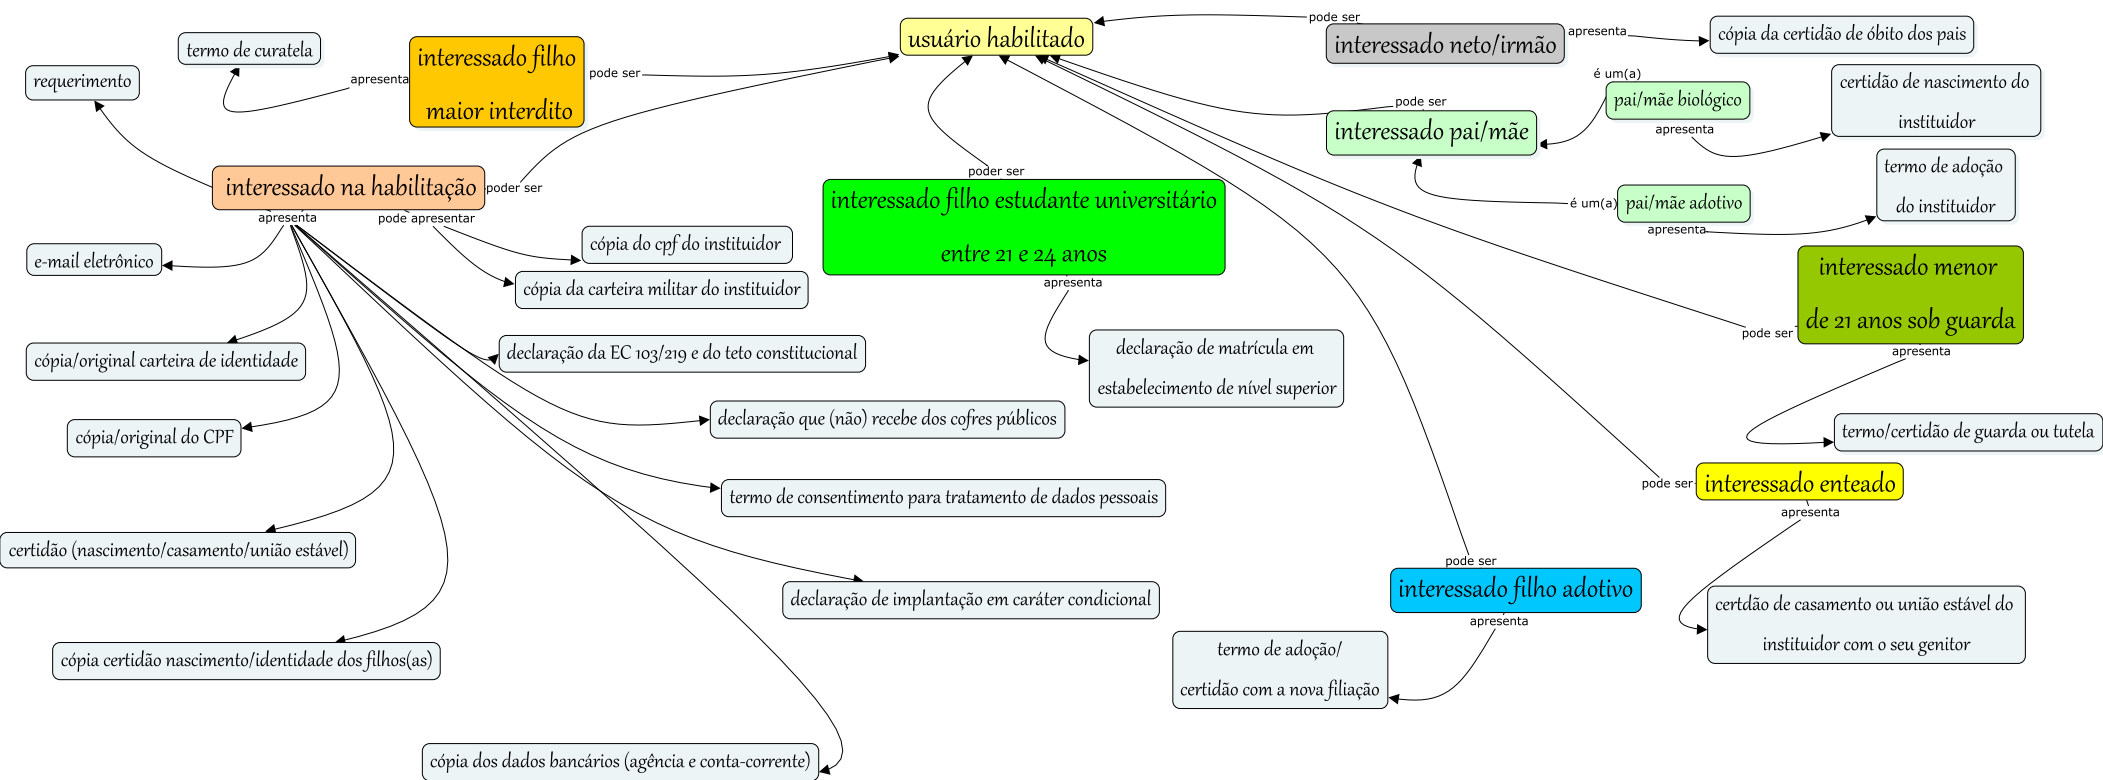 pode ser
usuário habilitado
interessado neto/irmão
apresenta
cópia da certidão de óbito dos pais
termo de curatela
interessado filho
maior interdito
apresenta
pode ser
requerimento
é um(a)
pai/mãe biológico
apresenta
certidão de nascimento do
instituidor
pode ser
interessado pai/mãe
termo de adoção
do instituidor
é um(a)
pai/mãe adotivo
apresenta
interessado na habilitação
poder ser
apresenta
pode apresentar
poder ser
interessado filho estudante universitário
entre 21 e 24 anos
apresenta
cópia do cpf do instituidor
cópia da carteira militar do instituidor
e-mail eletrônico
interessado menor
de 21 anos sob guarda
pode ser
apresenta
cópia/original carteira de identidade
declaração da EC 103/219 e do teto constitucional
declaração de matrícula em
estabelecimento de nível superior
declaração que (não) recebe dos cofres públicos
cópia/original do CPF
termo/certidão de guarda ou tutela
pode ser
interessado enteado
apresenta
termo de consentimento para tratamento de dados pessoais
certidão (nascimento/casamento/união estável)
pode ser
interessado filho adotivo
apresenta
declaração de implantação em caráter condicional
certdão de casamento ou união estável do
instituidor com o seu genitor
termo de adoção/
certidão com a nova filiação
cópia certidão nascimento/identidade dos filhos(as)
cópia dos dados bancários (agência e conta-corrente)